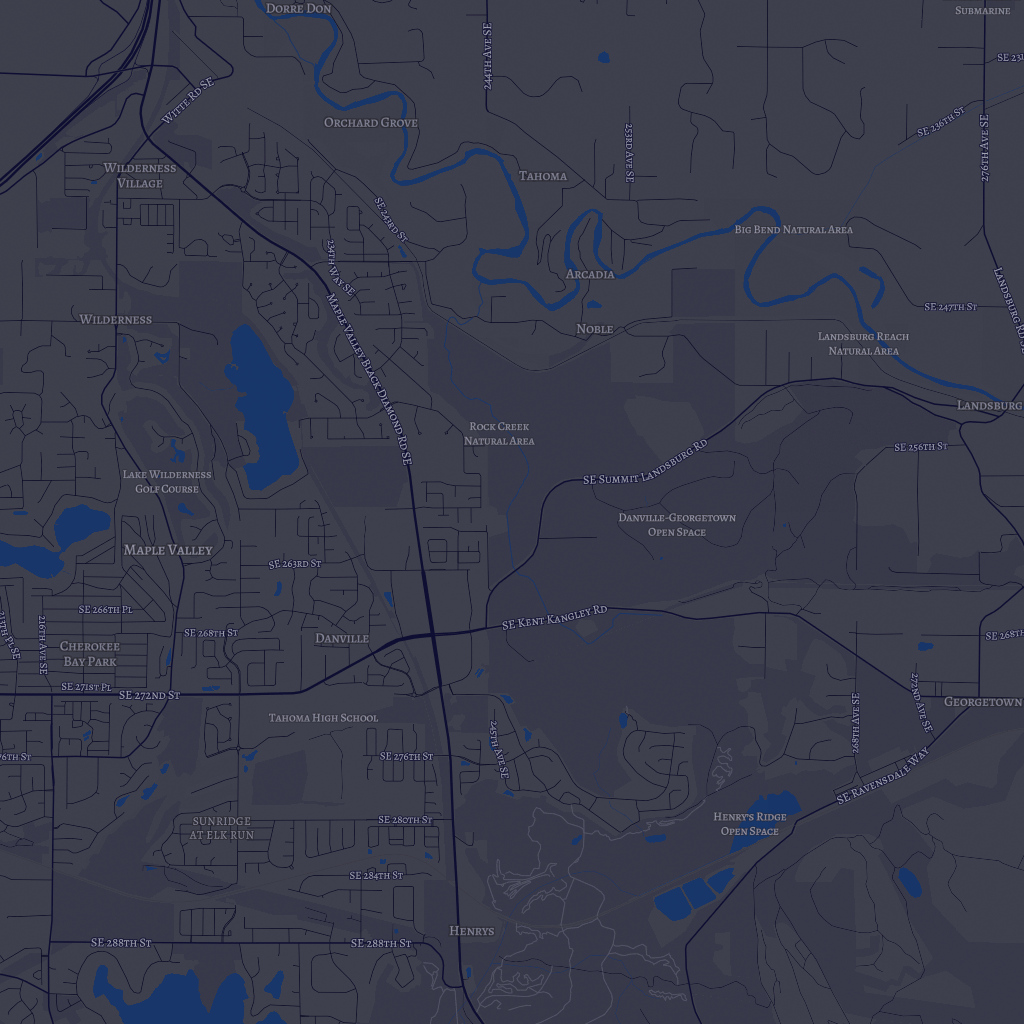 Dorre Don
Submarine
244th Ave SE
Witte Rd SE
Orchard Grove
SE 236th St
276th Ave SE
253rd Ave SE
Wilderness
Village
Tahoma
SE 243rd St
Big Bend Natural Area
234th Way SE
Arcadia
Maple Valley Black Diamond Rd SE
SE 247th St
Wilderness
Noble
Landsburg Reach
Natural Area
Landsburg
Rock Creek
Natural Area
SE 256th St
SE Summit Landsburg Rd
Lake Wilderness
Golf Course
Danville-Georgetown
Open Space
Maple Valley
SE 263rd St
SE 266th Pl
SE Kent Kangley Rd
216th Ave SE
SE 268th St
Danville
SE 268th
Cherokee
Bay Park
SE 271st Pl
SE 272nd St
272nd Ave SE
Georgetown
Tahoma High School
268th Ave SE
245th Ave SE
SE 276th St
SE Ravensdale Way
SE 280th St
Sunridge
at Elk Run
Henry's Ridge
Open Space
SE 284th St
Henrys
SE 288th St
SE 288th St